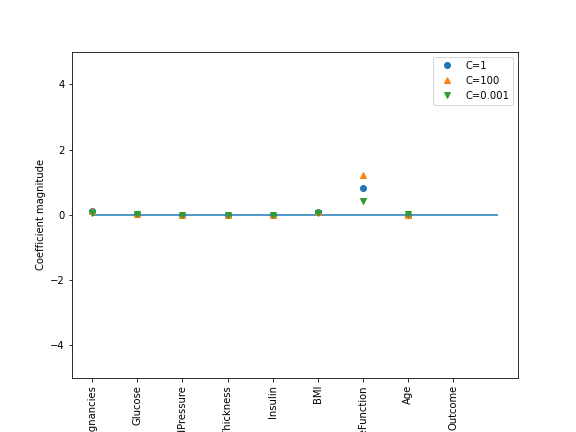 C=1
C=100
C=0.001
4
2
0
−2
−4
Coefficient magnitude
gnancies
Glucose
lPressure
Thickness
Insulin
BMI
eFunction
Age
Outcome